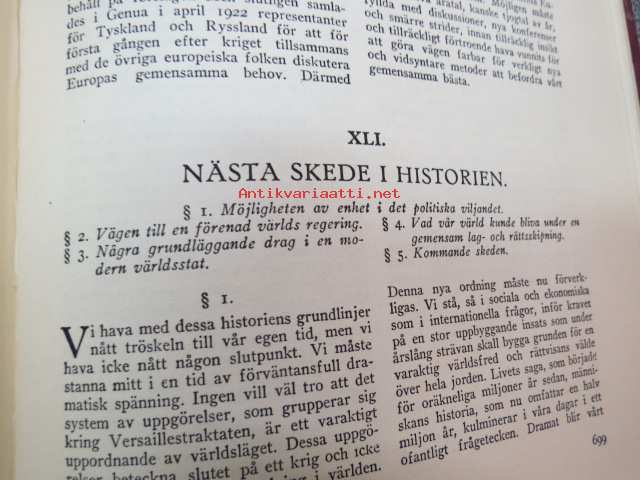 behåll på
slutligen samla-
des i Genua i april 1922 representanter
för Tyskland och Ryssland för att för
första gången efter kriget tillsammans
med de övriga europeiska folken diskutera
Europas gemensamma behov. Därmed
årtal, kanske tjogtal av år,
fyllda med diskussioner, nya konferenser
och smärre strider, innan tillräcklig insikt
och tillräckligt förtroende hava vunnits för
att göra vägen farbar för verkligt nya
och vidsyntare metoder att befordra vårt
gemensamma bästa.
XLI.
NÄSTA SKEDE I HISTORIEN.
Antikvariaatti.net
§ 1. Möjligheten av enhet i det politiska viljandet.
§ 2. Vägen till en förenad världs regering.
§ 3. Några grundläggande drag i en mo-
dern världsstat.
§ 4. Vad vår värld kunde bliva under en
gemensam lag- och rättsskipning.
§ 5. Kommande skeden.
§ 1.
Vi hava med dessa historiens grundlinjer
nått tröskeln till vår egen tid, men vi
hava icke nått någon slutpunkt. Vi måste
stanna mitt i en tid av förväntansfull dra-
matisk spänning. Ingen vill väl tro att det
system av uppgörelser, som grupperar sig
kring Versaillestraktaten, är ett varaktigt
uppordnande av världsläget. Dessa uppgö-
relser beteckna slutet på ett krig och icke
i världen.
Denna nya ordning måste nu förverk-
ligas. Vi stå, så i sociala och ekonomiska
som i internationella frågor, inför kravet
på en stor uppbyggande insats som under
årslång strävan skall bygga grunden för en
varaktig världsfred och rättvisans välde
över hela jorden. Livets saga, som började
för oräkneliga miljoner år sedan, männi-
skans historia, som nu omfattar en halv
miljon år, kulminerar i våra dagar i ett
ofantligt frågetecken. Dramat blir vårt
699